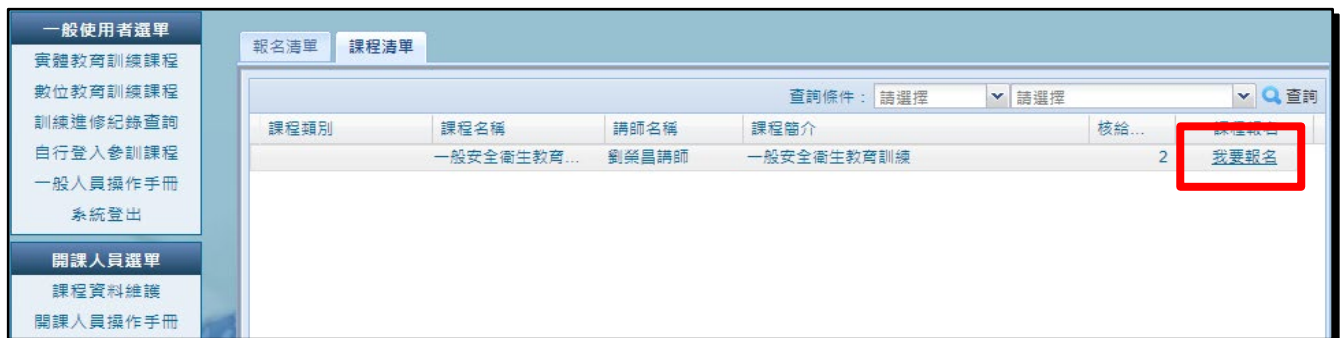 一般使用者選單
實體教育訓練課程
數位教育訓練課程
訓練進修紀錄查詢
自行登入參訓課程
一般人員操作手冊
系統登出
開課人員選單
課程資料維護
開課人員操作手冊
報名清單 課程清單
查詢條件： 請選擇 請選擇 查詢
課程類別 課程名稱 講師名稱 課程簡介 核給... 課程報名
一般安全衛生教育... 劉榮昌講師 一般安全衛生教育訓練 2 我要報名